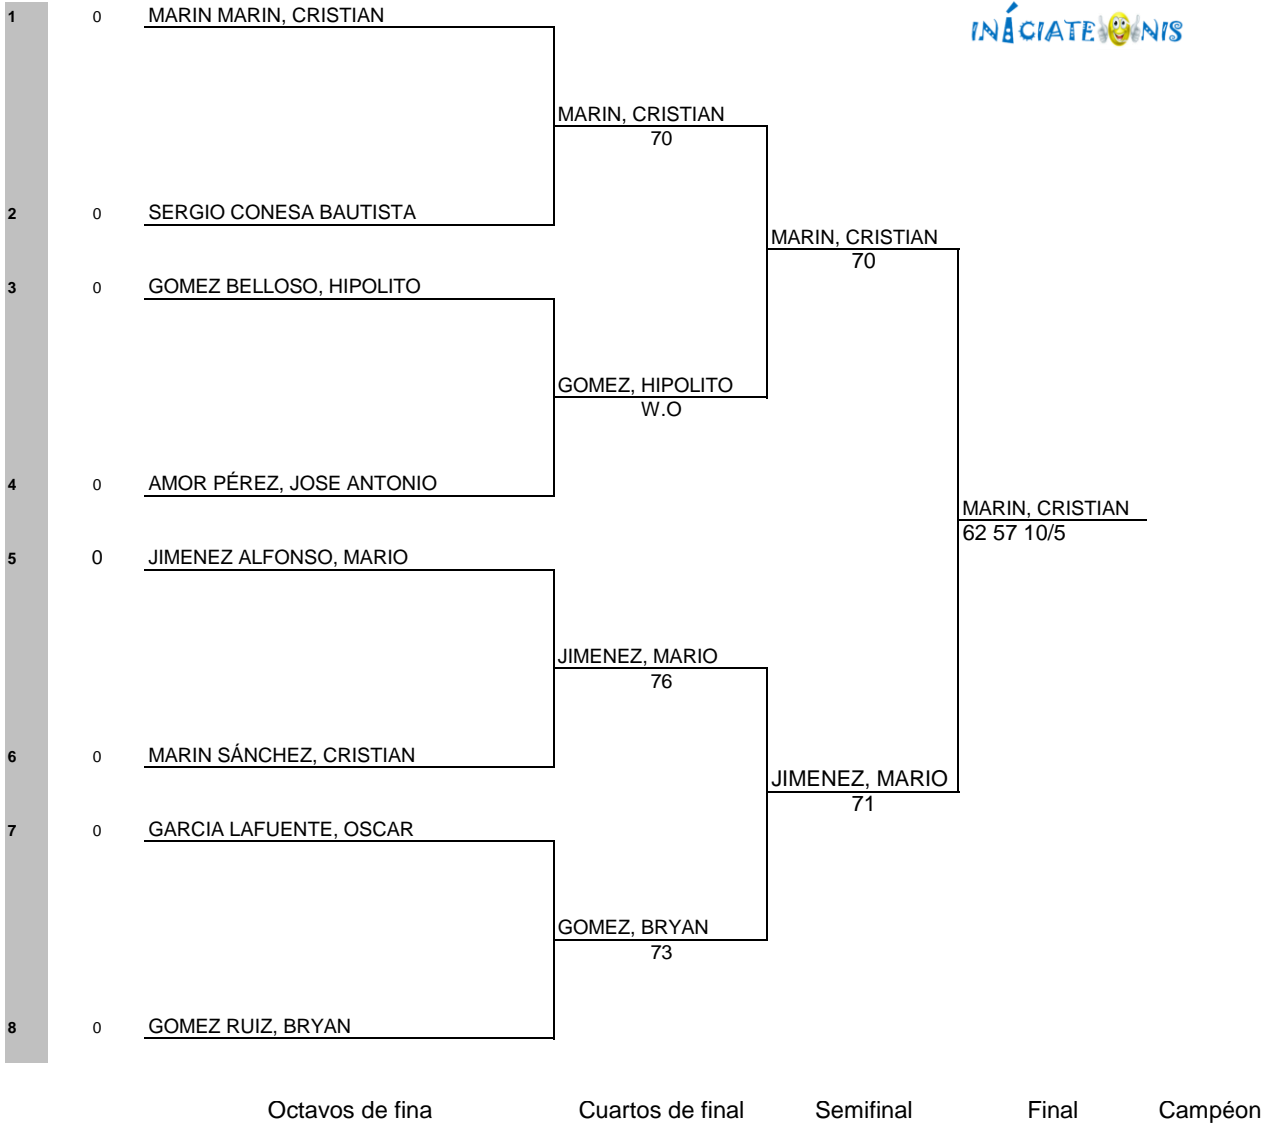 1 0 MARIN MARIN, CRISTIAN
INÍCIATE NIS
MARIN, CRISTIAN
70
2 0 SERGIO CONESA BAUTISTA
MARIN, CRISTIAN
70
3 0 GOMEZ BELLOSO, HIPOLITO
GOMEZ, HIPOLITO
W.O
4 0 AMOR PÉREZ, JOSE ANTONIO
MARIN, CRISTIAN
62 57 10/5
5 0 JIMENEZ ALFONSO, MARIO
JIMENEZ, MARIO
76
6 0 MARIN SÁNCHEZ, CRISTIAN
JIMENEZ, MARIO
71
7 0 GARCIA LAFUENTE, OSCAR
GOMEZ, BRYAN
73
8 0 GOMEZ RUIZ, BRYAN
Octavos de fina Cuartos de final Semifinal Final Campéon